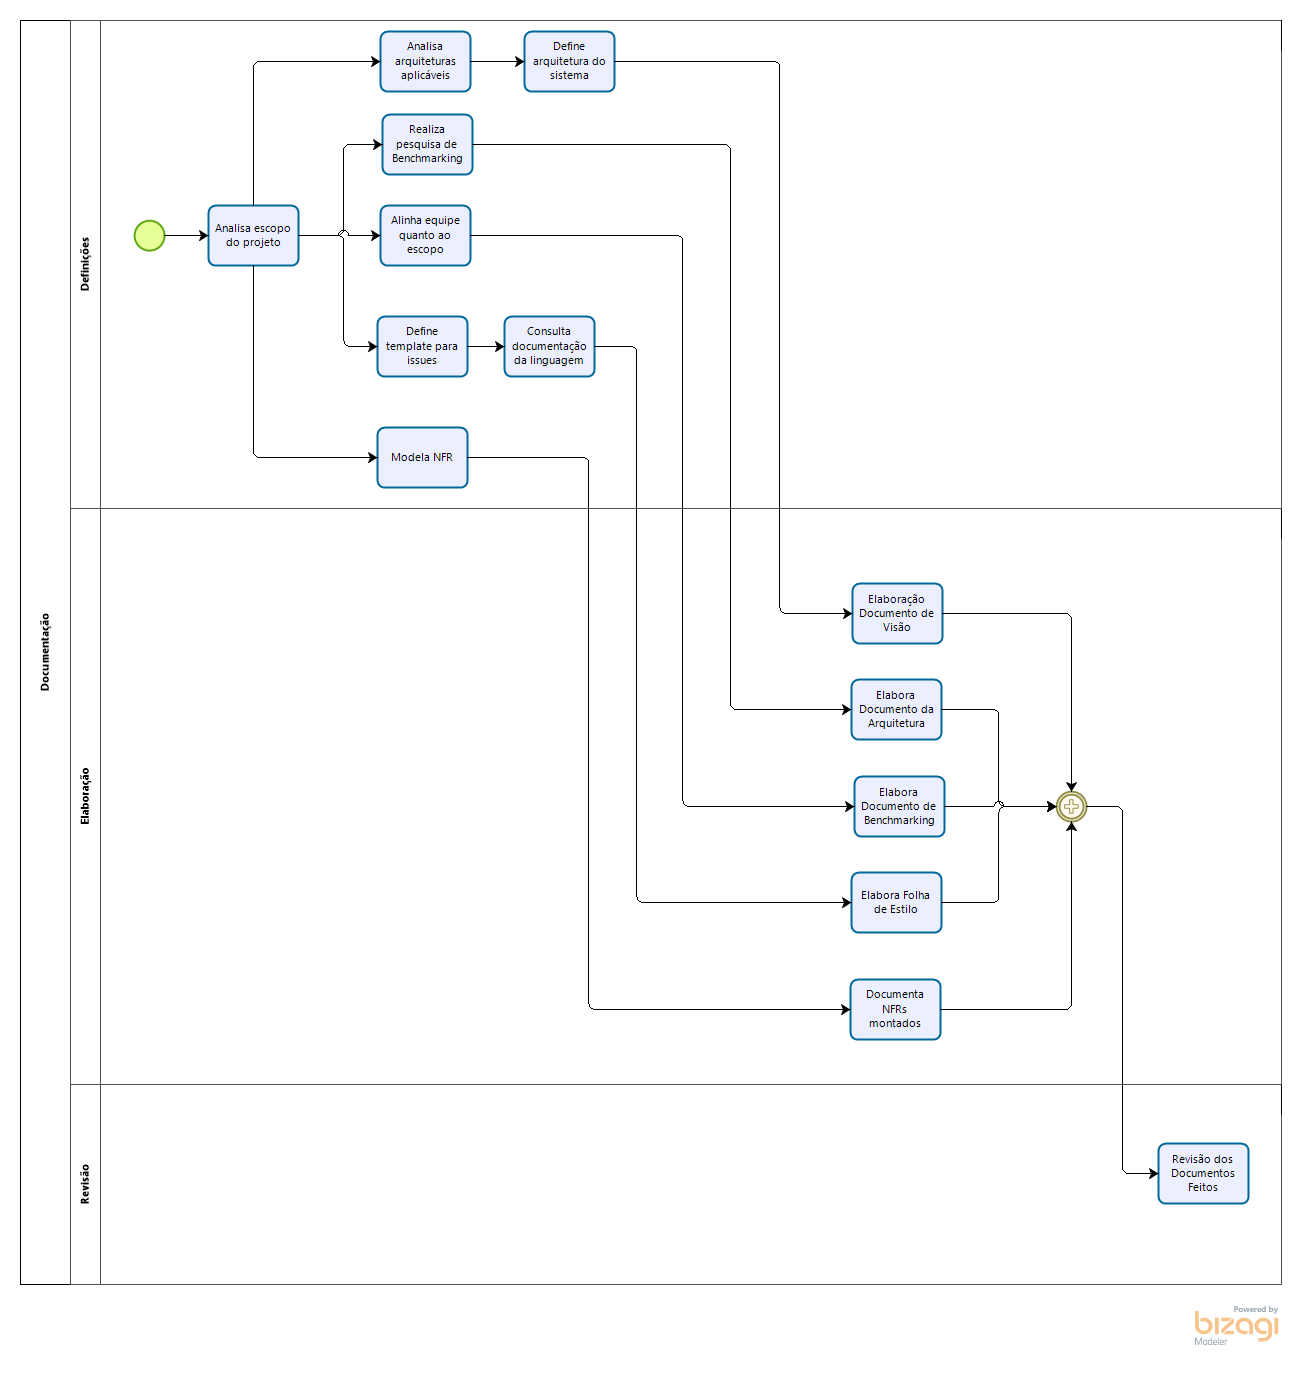 Documentação
Definições
Analisa
arquiteturas
aplicáveis
Define
arquitetura do
sistema
Realiza
pesquisa de
Benchmarking
Analisa escopo
do projeto
Alinha equipe
quanto ao
escopo
Define
template para
issues
Consulta
documentação
da linguagem
Modela NFR
Elaboração
Elaboração
Documento de
Visão
Elabora
Documento da
Arquitetura
Elabora
Documento de
Benchmarking
Elabora Folha
de Estilo
Documenta
NFRs
montados
Revisão
Revisão dos
Documentos
Feitos
Powered by
bizagi
Modeler